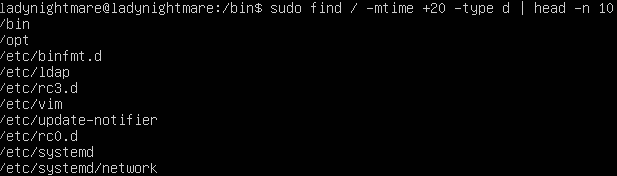 ladynightmare@ladynightmare:/bin$ sudo find / -mtime +20 -type d | head -n 10
/bin
/opt
/etc/binfmt.d
/etc/ldap
/etc/rc3.d
/etc/vim
/etc/update-notifier
/etc/rc0.d
/etc/systemd
/etc/systemd/network